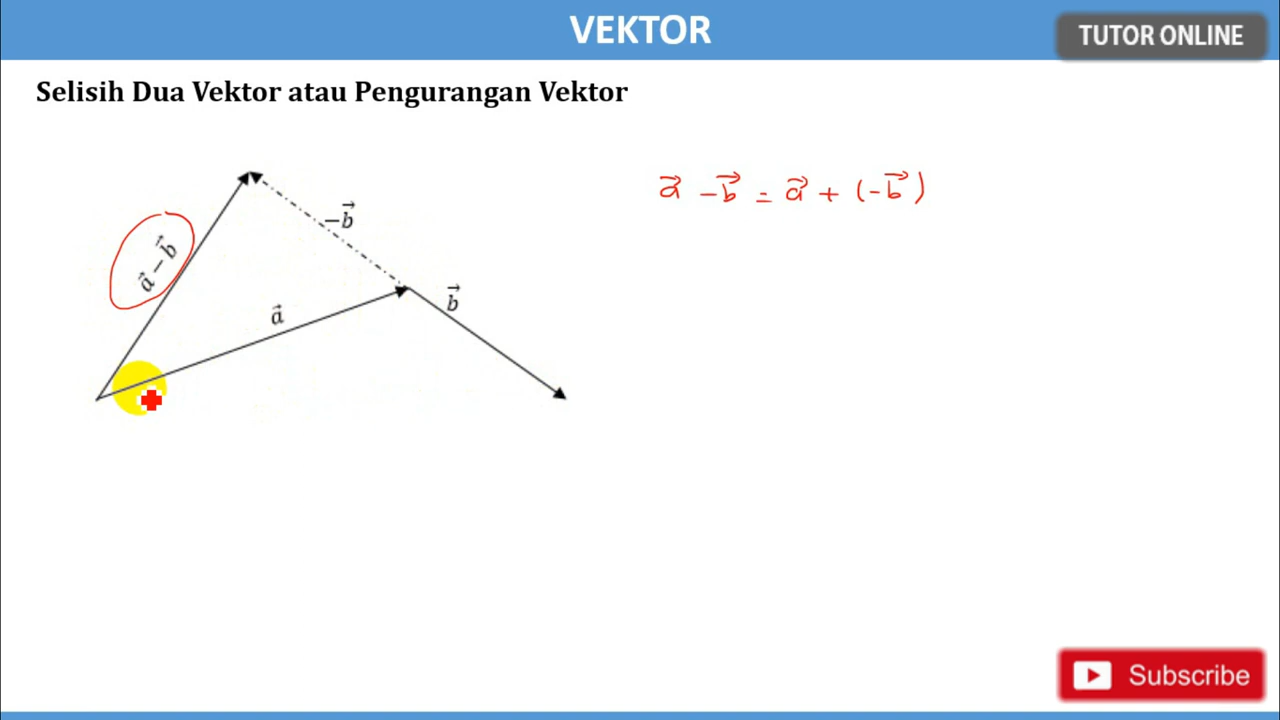 VEKTOR
TUTOR ONLINE
Selisih Dua Vektor atau Pengurangan Vektor
a⃗ − b⃗ = a⃗ + (−b⃗)
−b⃗
a⃗ − b⃗
b⃗
a⃗
Subscribe